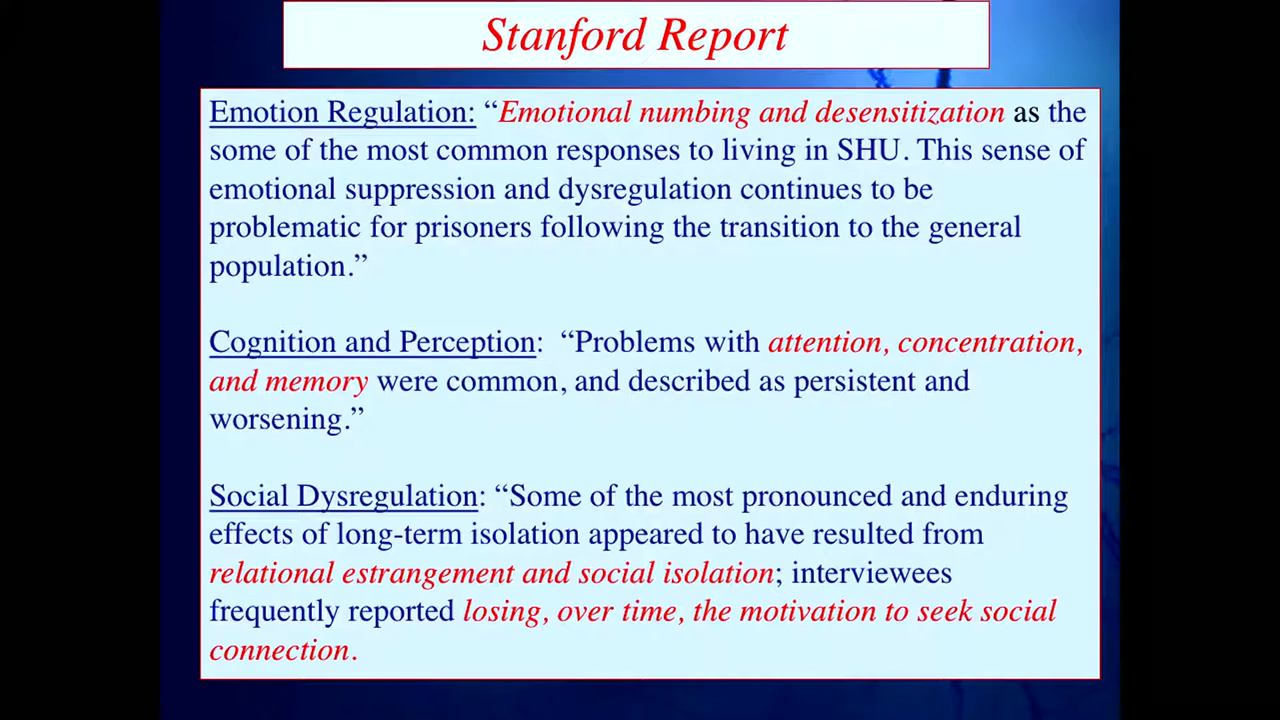 Stanford Report
Emotion Regulation: “Emotional numbing and desensitization as the
some of the most common responses to living in SHU. This sense of
emotional suppression and dysregulation continues to be
problematic for prisoners following the transition to the general
population.”
Cognition and Perception:  “Problems with attention, concentration,
and memory were common, and described as persistent and
worsening.”
Social Dysregulation: “Some of the most pronounced and enduring
effects of long-term isolation appeared to have resulted from
relational estrangement and social isolation; interviewees
frequently reported losing, over time, the motivation to seek social
connection.